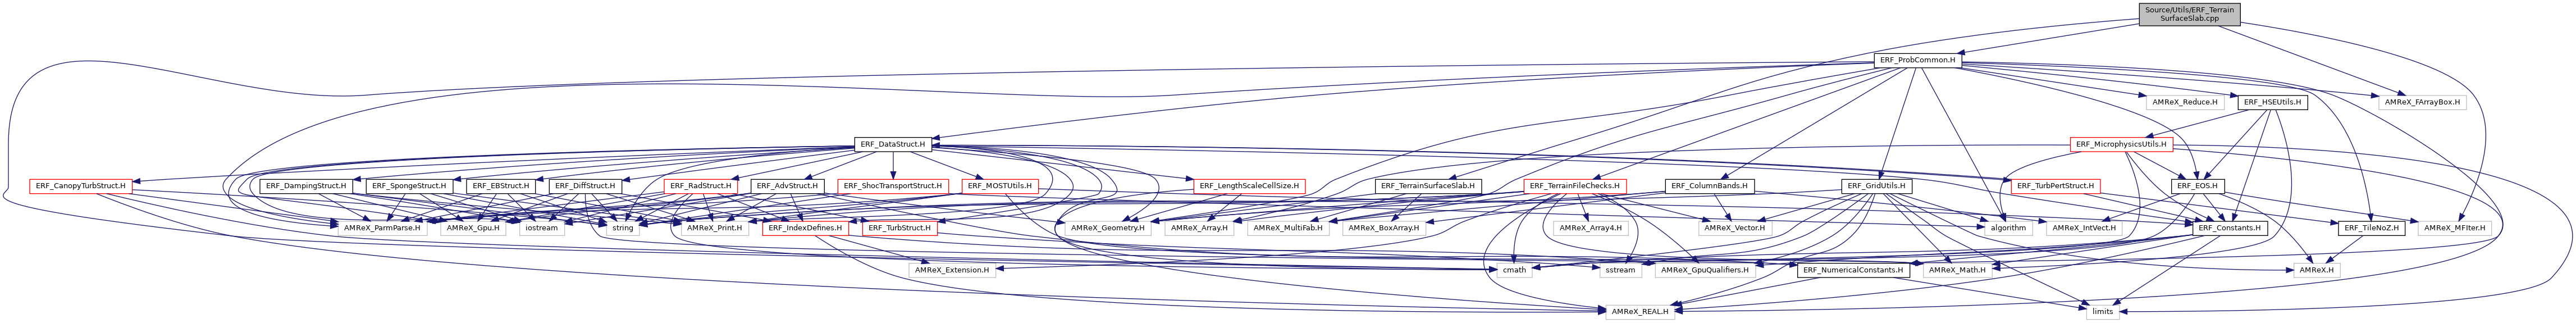 Source/Utils/ERF_Terrain
SurfaceSlab.cpp
ERF_ProbCommon.H
AMReX_Reduce.H
ERF_HSEUtils.H
AMReX_FArrayBox.H
ERF_DataStruct.H
ERF_MicrophysicsUtils.H
ERF_CanopyTurbStruct.H
ERF_DampingStruct.H
ERF_SpongeStruct.H
ERF_EBStruct.H
ERF_DiffStruct.H
ERF_RadStruct.H
ERF_AdvStruct.H
ERF_ShocTransportStruct.H
ERF_MOSTUtils.H
ERF_LengthScaleCellSize.H
ERF_TerrainSurfaceSlab.H
ERF_TerrainFileChecks.H
ERF_ColumnBands.H
ERF_GridUtils.H
ERF_TurbPertStruct.H
ERF_EOS.H
AMReX_ParmParse.H
AMReX_Gpu.H
iostream
string
AMReX_Print.H
ERF_IndexDefines.H
ERF_TurbStruct.H
AMReX_Geometry.H
AMReX_Array.H
AMReX_MultiFab.H
AMReX_BoxArray.H
AMReX_Array4.H
AMReX_Vector.H
algorithm
AMReX_IntVect.H
ERF_Constants.H
ERF_TileNoZ.H
AMReX_MFIter.H
AMReX_Extension.H
cmath
sstream
AMReX_GpuQualifiers.H
ERF_NumericalConstants.H
AMReX_Math.H
AMReX.H
AMReX_REAL.H
limits